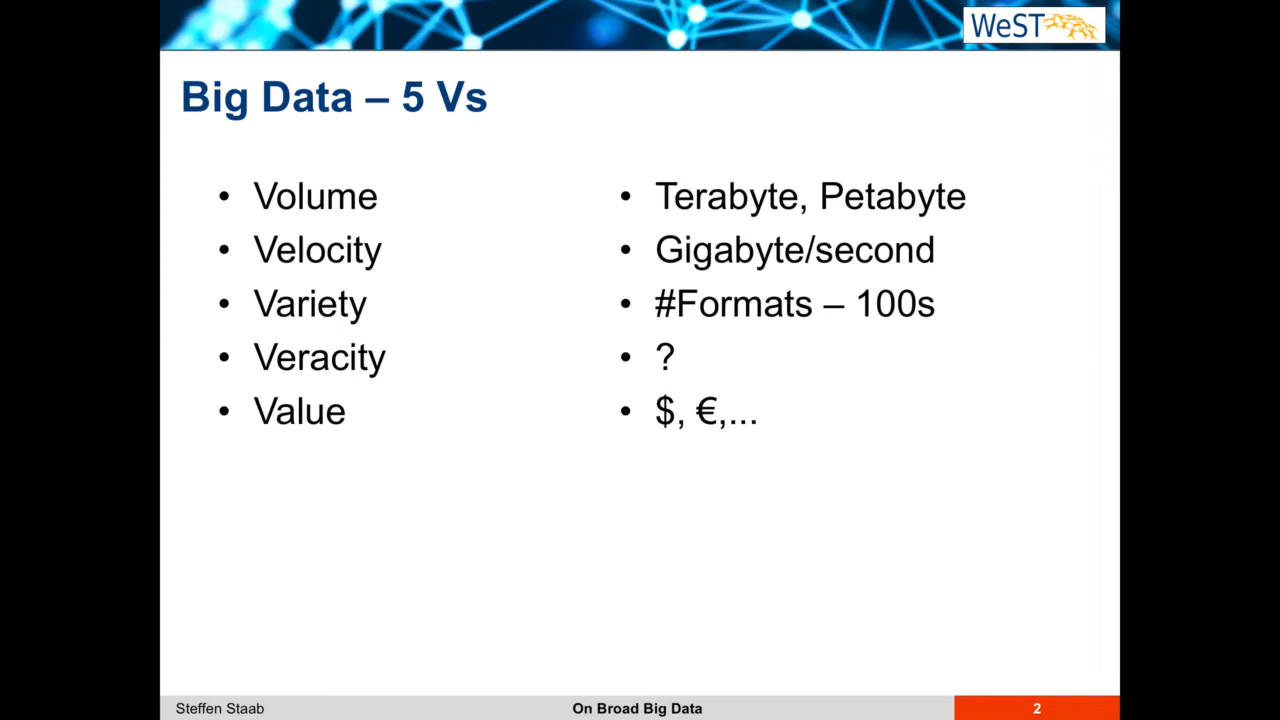 WeST
Big Data – 5 Vs
• Volume
• Velocity
• Variety
• Veracity
• Value
• Terabyte, Petabyte
• Gigabyte/second
• #Formats – 100s
• ?
• $, €,...
Steffen Staab
On Broad Big Data
2